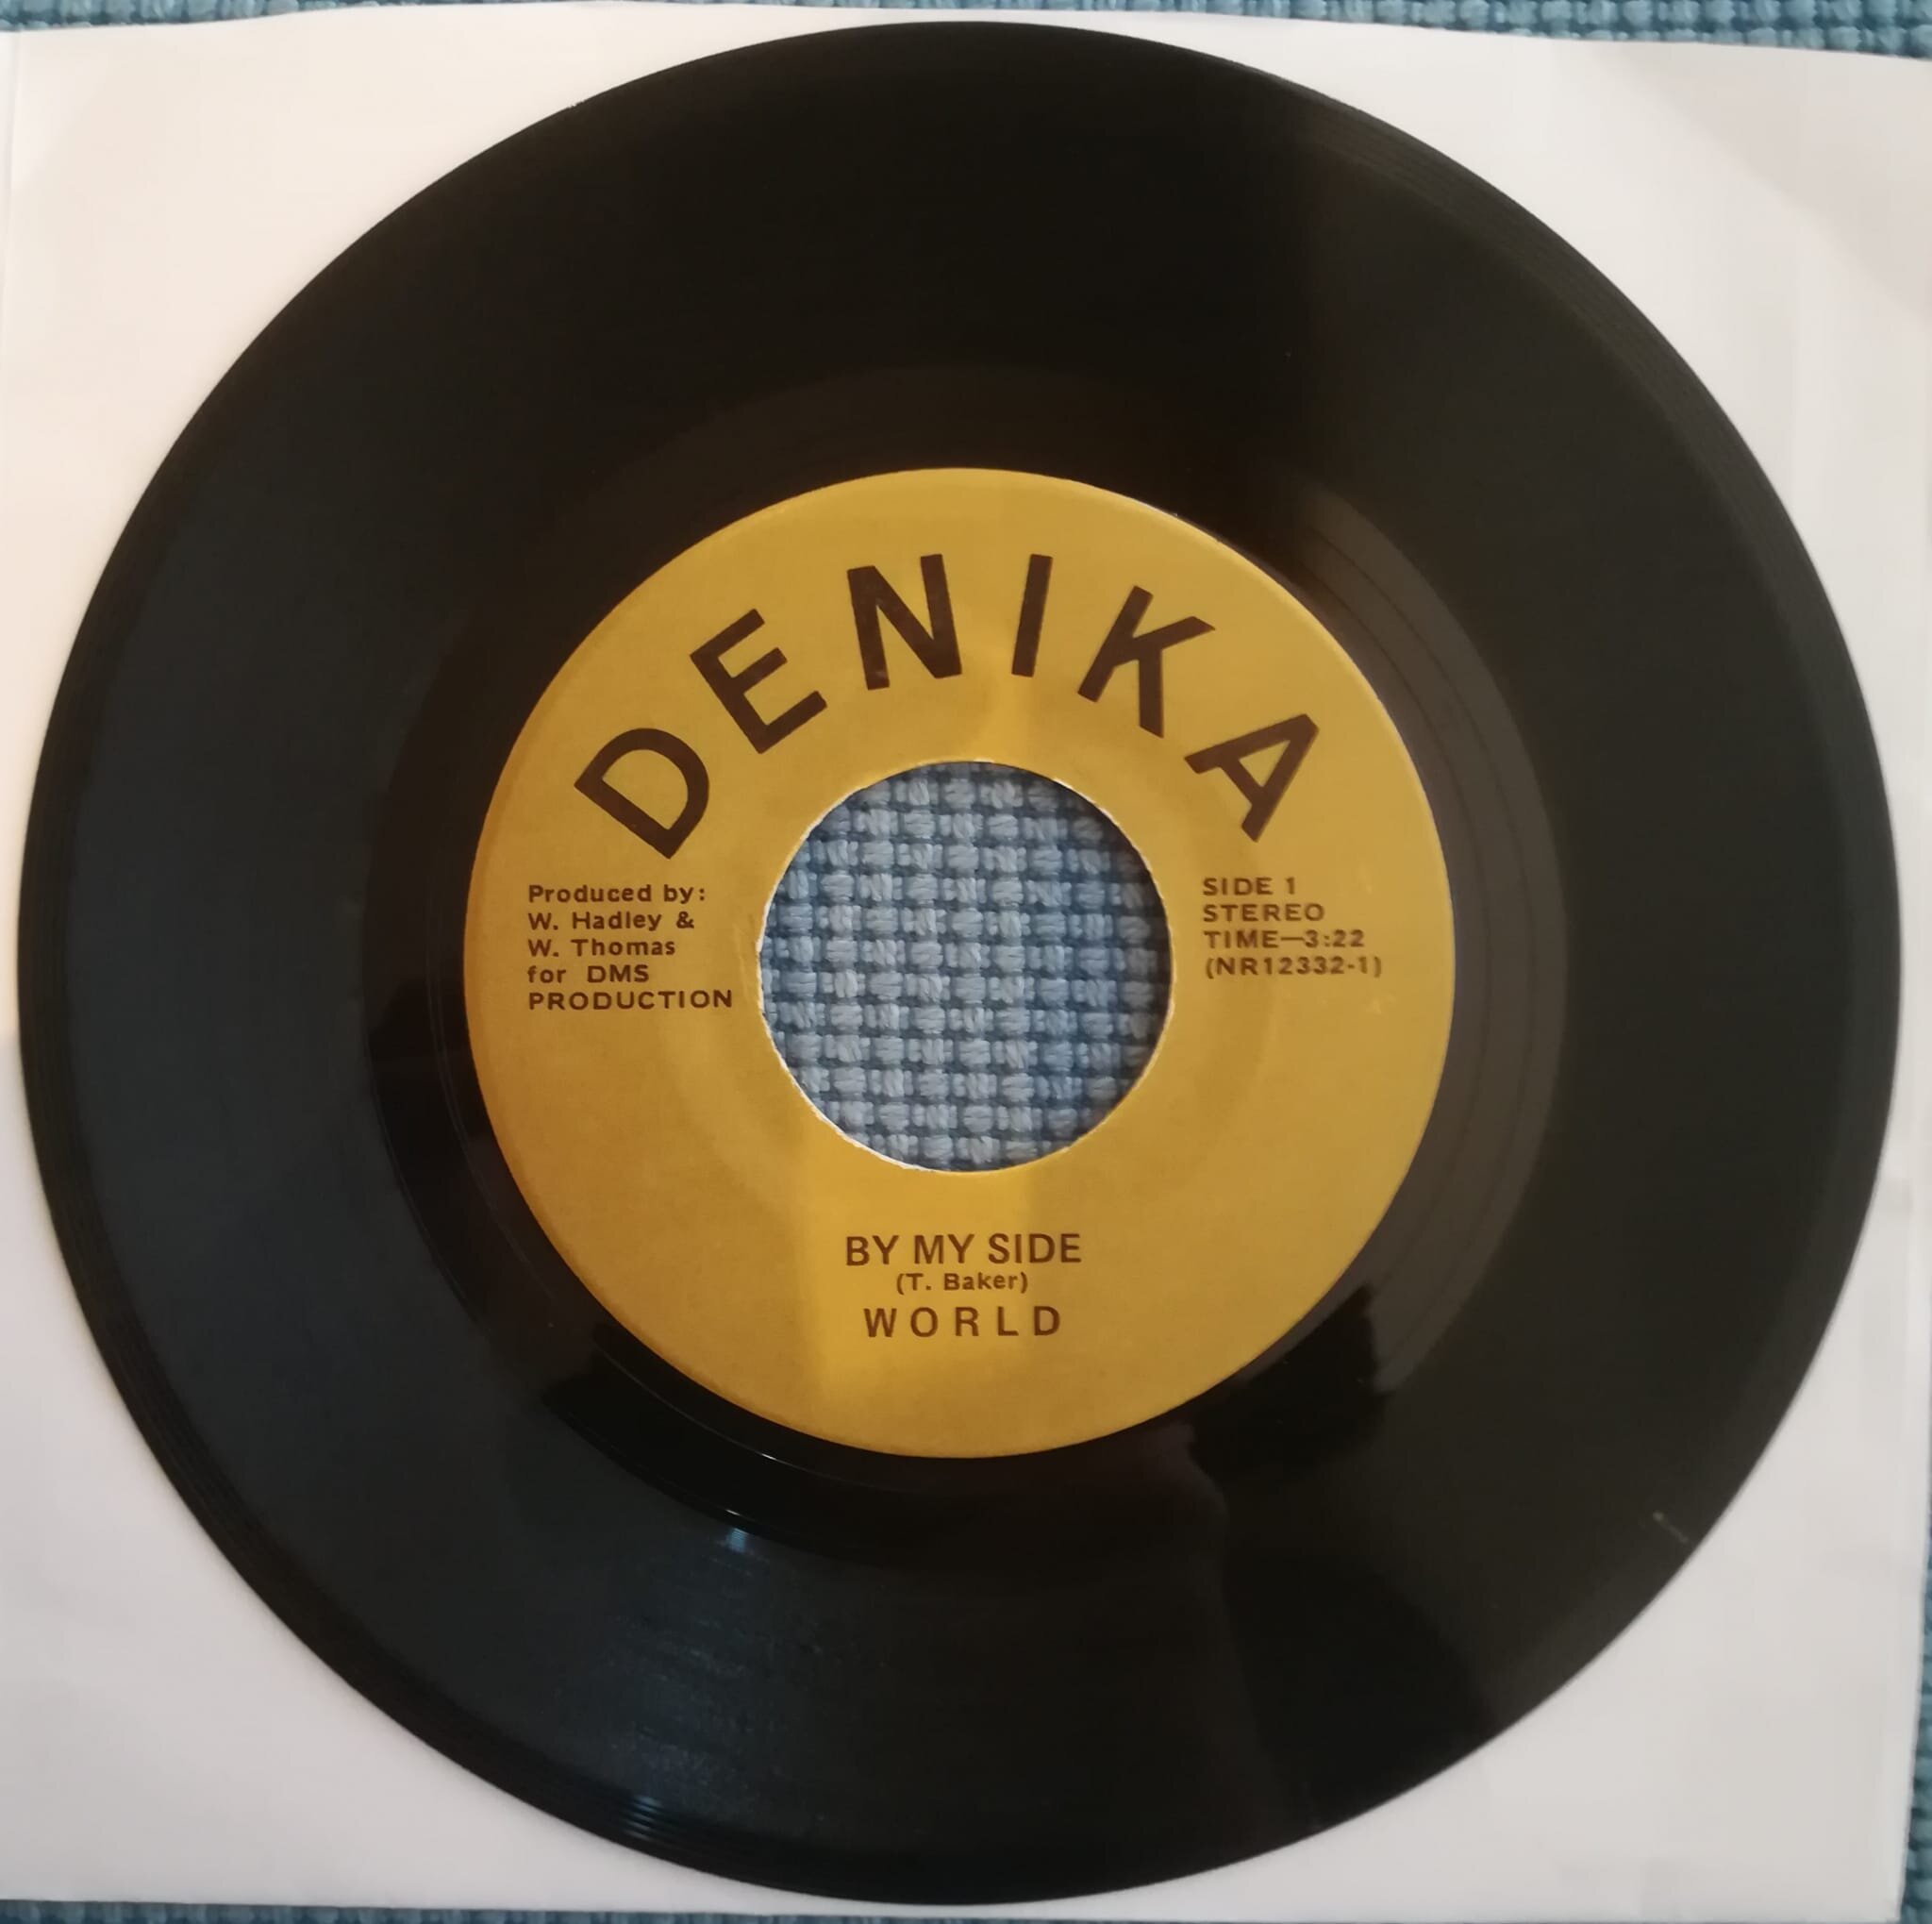 DENIKA
Produced by:
W. Hadley &
W. Thomas
for DMS
PRODUCTION
SIDE 1
STEREO
TIME—3:22
(NR12332-1)
BY MY SIDE
(T. Baker)
WORLD